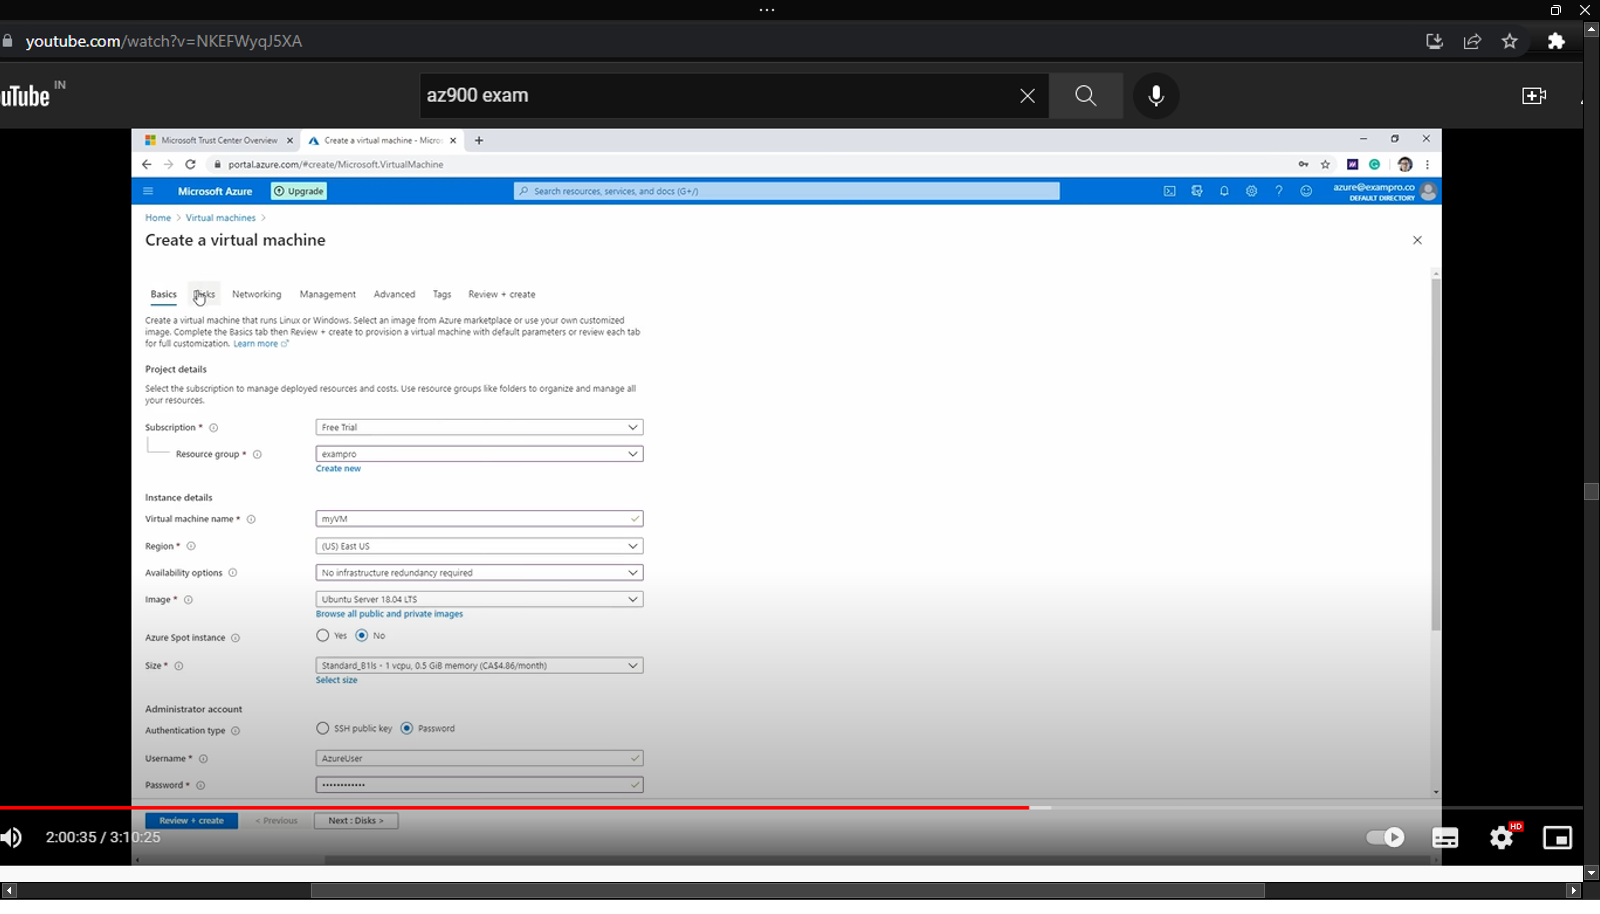 youtube.com/watch?v=NKEFWyqJ5XA
uTube IN
az900 exam
Microsoft Trust Center Overview
Create a virtual machine - Micros
portal.azure.com/#create/Microsoft.VirtualMachine
Microsoft Azure
Upgrade
Search resources, services, and docs (G+/)
azure@exampro.co
DEFAULT DIRECTORY
Home > Virtual machines >
Create a virtual machine
Basics Networking Management Advanced Tags Review + create
Create a virtual machine that runs Linux or Windows. Select an image from Azure marketplace or use your own customized
image. Complete the Basics tab then Review + create to provision a virtual machine with default parameters or review each tab
for full customization. Learn more
Project details
Select the subscription to manage deployed resources and costs. Use resource groups like folders to organize and manage all
your resources.
Subscription * Free Trial
Resource group * exampro
Create new
Instance details
Virtual machine name * myVM
Region * (US) East US
Availability options No infrastructure redundancy required
Image * Ubuntu Server 18.04 LTS
Browse all public and private images
Azure Spot instance Yes No
Size * Standard_B1ls - 1 vcpu, 0.5 GiB memory (CA$4.86/month)
Select size
Administrator account
Authentication type SSH public key Password
Username * AzureUser
Password * ••••••••••••
Review + create < Previous Next : Disks >
2:00:35 / 3:10:25
HD